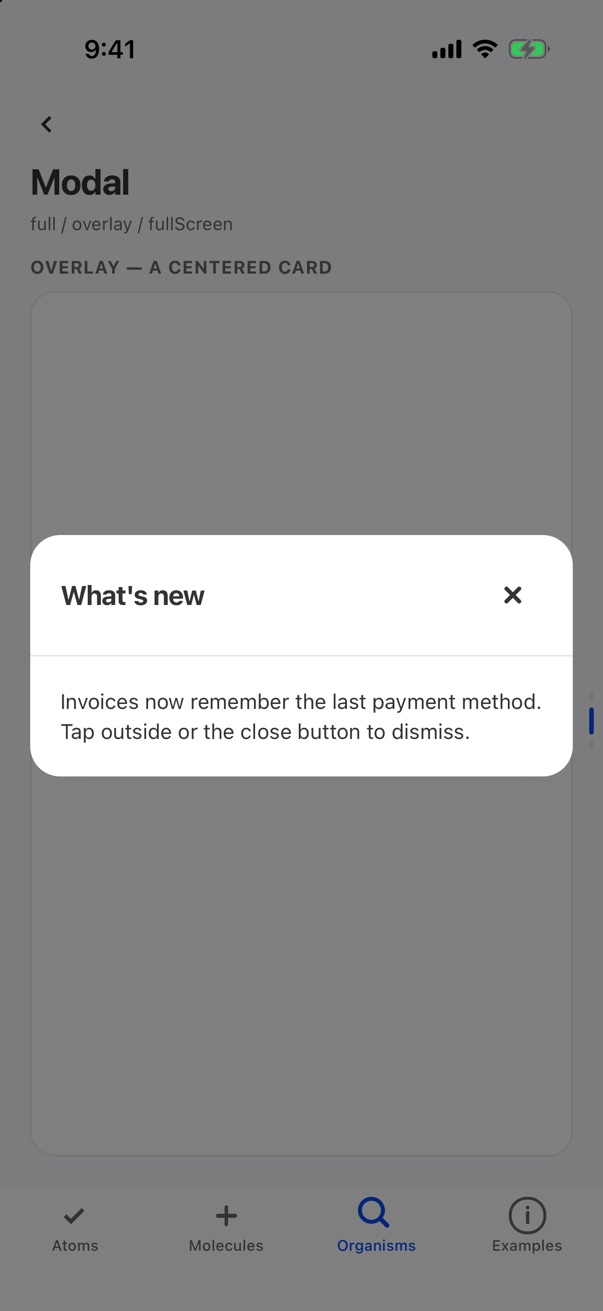 9:41
Modal
full / overlay / fullScreen
OVERLAY — A CENTERED CARD
What's new
Invoices now remember the last payment method.
Tap outside or the close button to dismiss.
Atoms
Molecules
Organisms
Examples